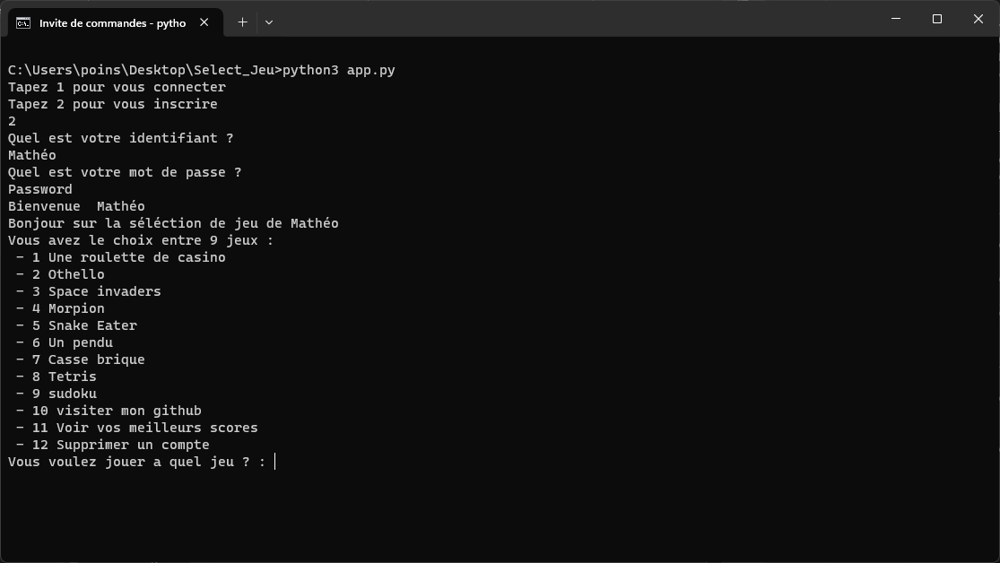 Invite de commandes - pytho
C:\Users\poins\Desktop\Select_Jeu>python3 app.py
Tapez 1 pour vous connecter
Tapez 2 pour vous inscrire
2
Quel est votre identifiant ?
Mathéo
Quel est votre mot de passe ?
Password
Bienvenue  Mathéo
Bonjour sur la séléction de jeu de Mathéo
Vous avez le choix entre 9 jeux :
 - 1 Une roulette de casino
 - 2 Othello
 - 3 Space invaders
 - 4 Morpion
 - 5 Snake Eater
 - 6 Un pendu
 - 7 Casse brique
 - 8 Tetris
 - 9 sudoku
 - 10 visiter mon github
 - 11 Voir vos meilleurs scores
 - 12 Supprimer un compte
Vous voulez jouer a quel jeu ? :